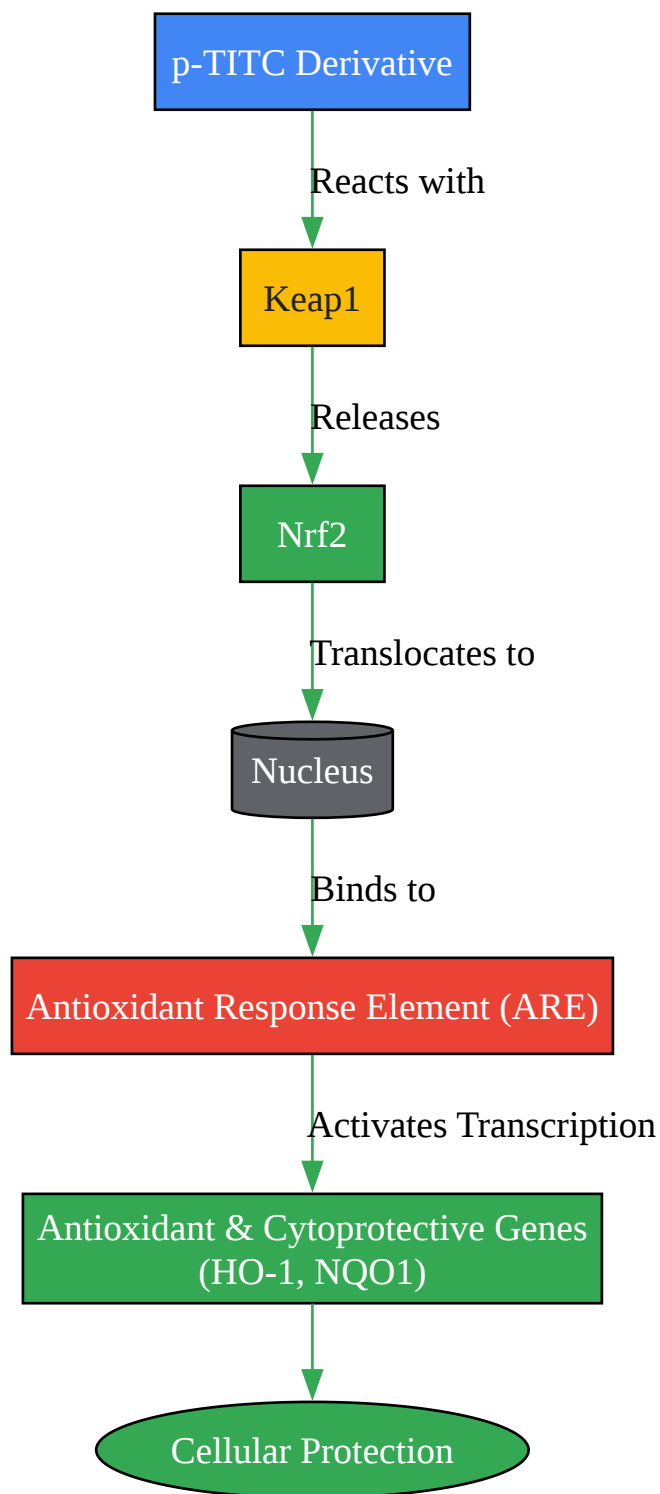 p-TITC Derivative
Reacts with
Keap1
Releases
Nrf2
Translocates to
Nucleus
Binds to
Antioxidant Response Element (ARE)
Activates Transcription
Antioxidant & Cytoprotective Genes
(HO-1, NQO1)
Cellular Protection